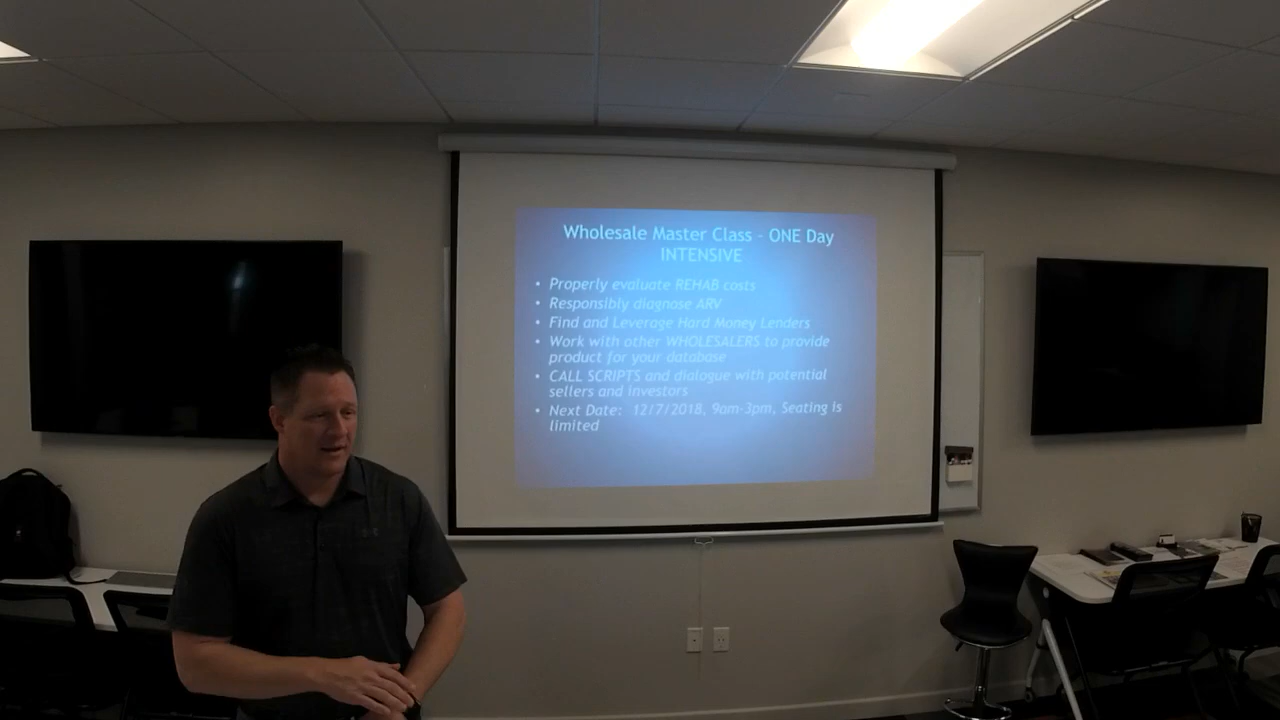 Wholesale Master Class - ONE Day
INTENSIVE
• Properly evaluate REHAB costs
• Responsibly diagnose ARV
• Find and Leverage Hard Money Lenders
• Work with other WHOLESALERS to provide
product for your database
• CALL SCRIPTS and dialogue with potential
sellers and investors
• Next Date: 12/7/2018, 9am-3pm, Seating is
limited